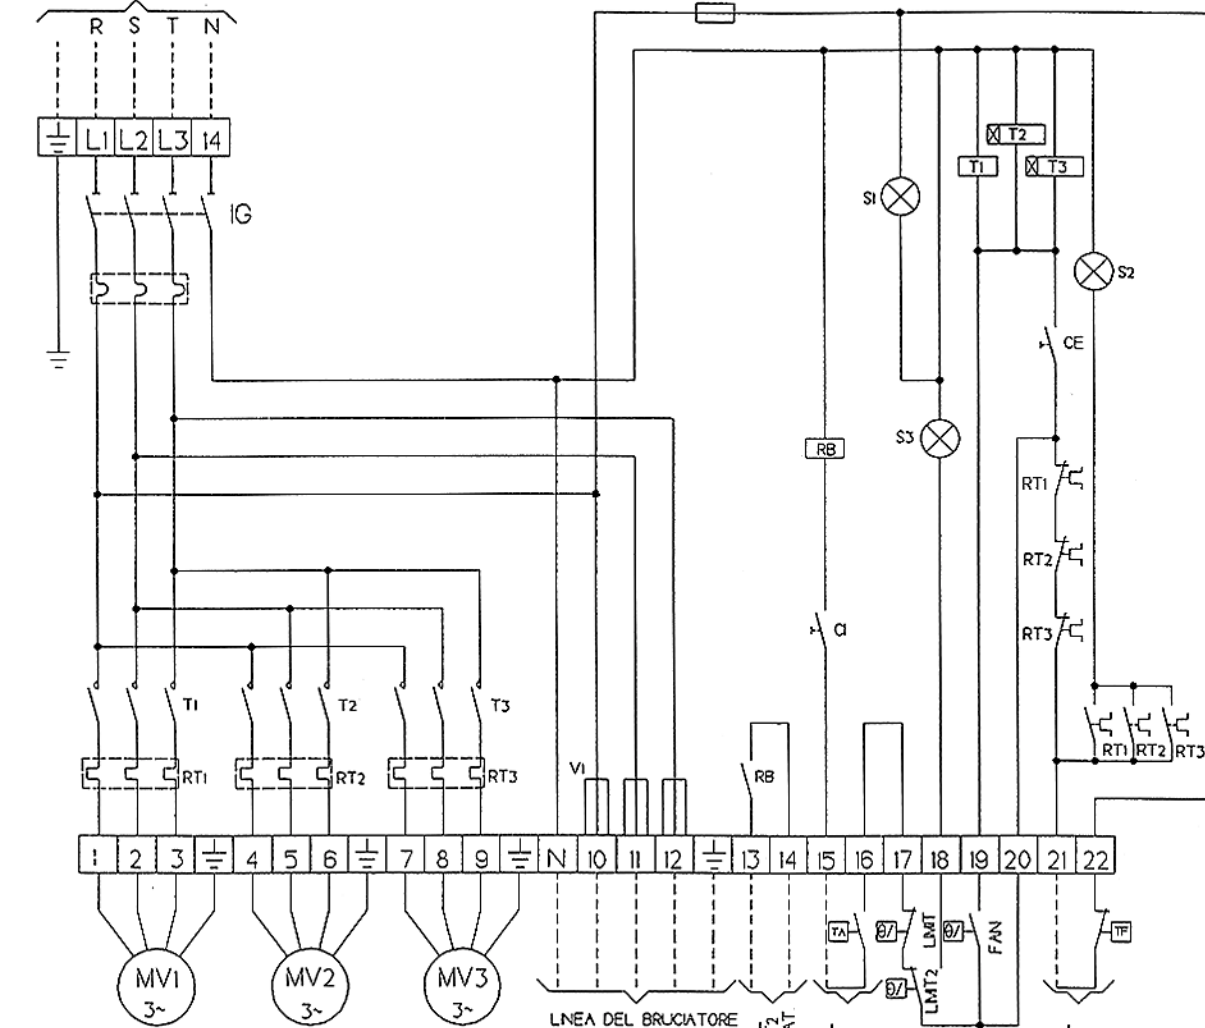 R S T N
L1 L2 L3 14
IG
T2
T1
T3
S1
S2
CE
RB
S3
RT1
RT2
RT3
CI
T1
T2
T3
RT1
RT2
RT3
V1
RB
RT1 RT2 RT3
1 2 3 4 5 6 7 8 9 N 10 11 12 13 14 15 16 17 18 19 20 21 22
TA
θ/
LMT
θ/
FAN
TF
θ/
LMT2
MV1
3~
MV2
3~
MV3
3~
LNEA DEL BRUCIATORE